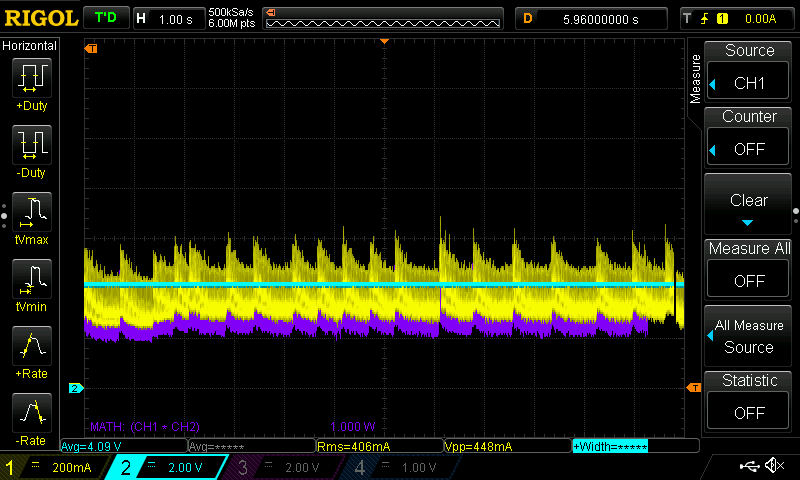 RIGOL T'D H 1.00 s 500kSa/s 6.00M pts D 5.96000000 s T 1 0.00A
Horizontal
+Duty
-Duty
tVmax
tVmin
+Rate
-Rate
T
T
2
MATH: (CH1 * CH2) 1.000 W
Measure
Source
CH1
Counter
OFF
Clear
Measure All
OFF
All Measure
Source
Statistic
OFF
Avg=4.09 V Avg=***** Rms=406mA Vpp=448mA +Width=*****
1 200mA 2 2.00 V 3 2.00 V 4 1.00 V